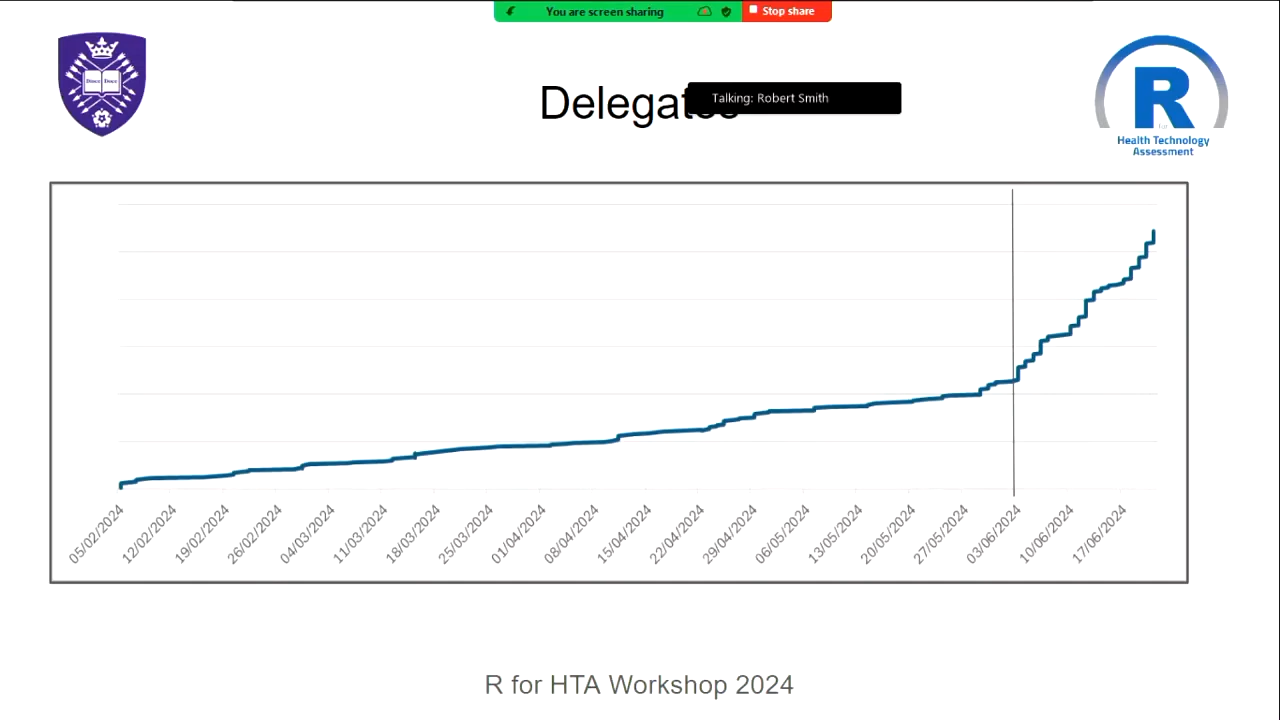 You are screen sharing
Stop share
Talking: Robert Smith
R
Health Technology
Assessment
05/02/2024
12/02/2024
19/02/2024
26/02/2024
04/03/2024
11/03/2024
18/03/2024
25/03/2024
01/04/2024
08/04/2024
15/04/2024
22/04/2024
29/04/2024
06/05/2024
13/05/2024
20/05/2024
27/05/2024
03/06/2024
10/06/2024
17/06/2024
R for HTA Workshop 2024